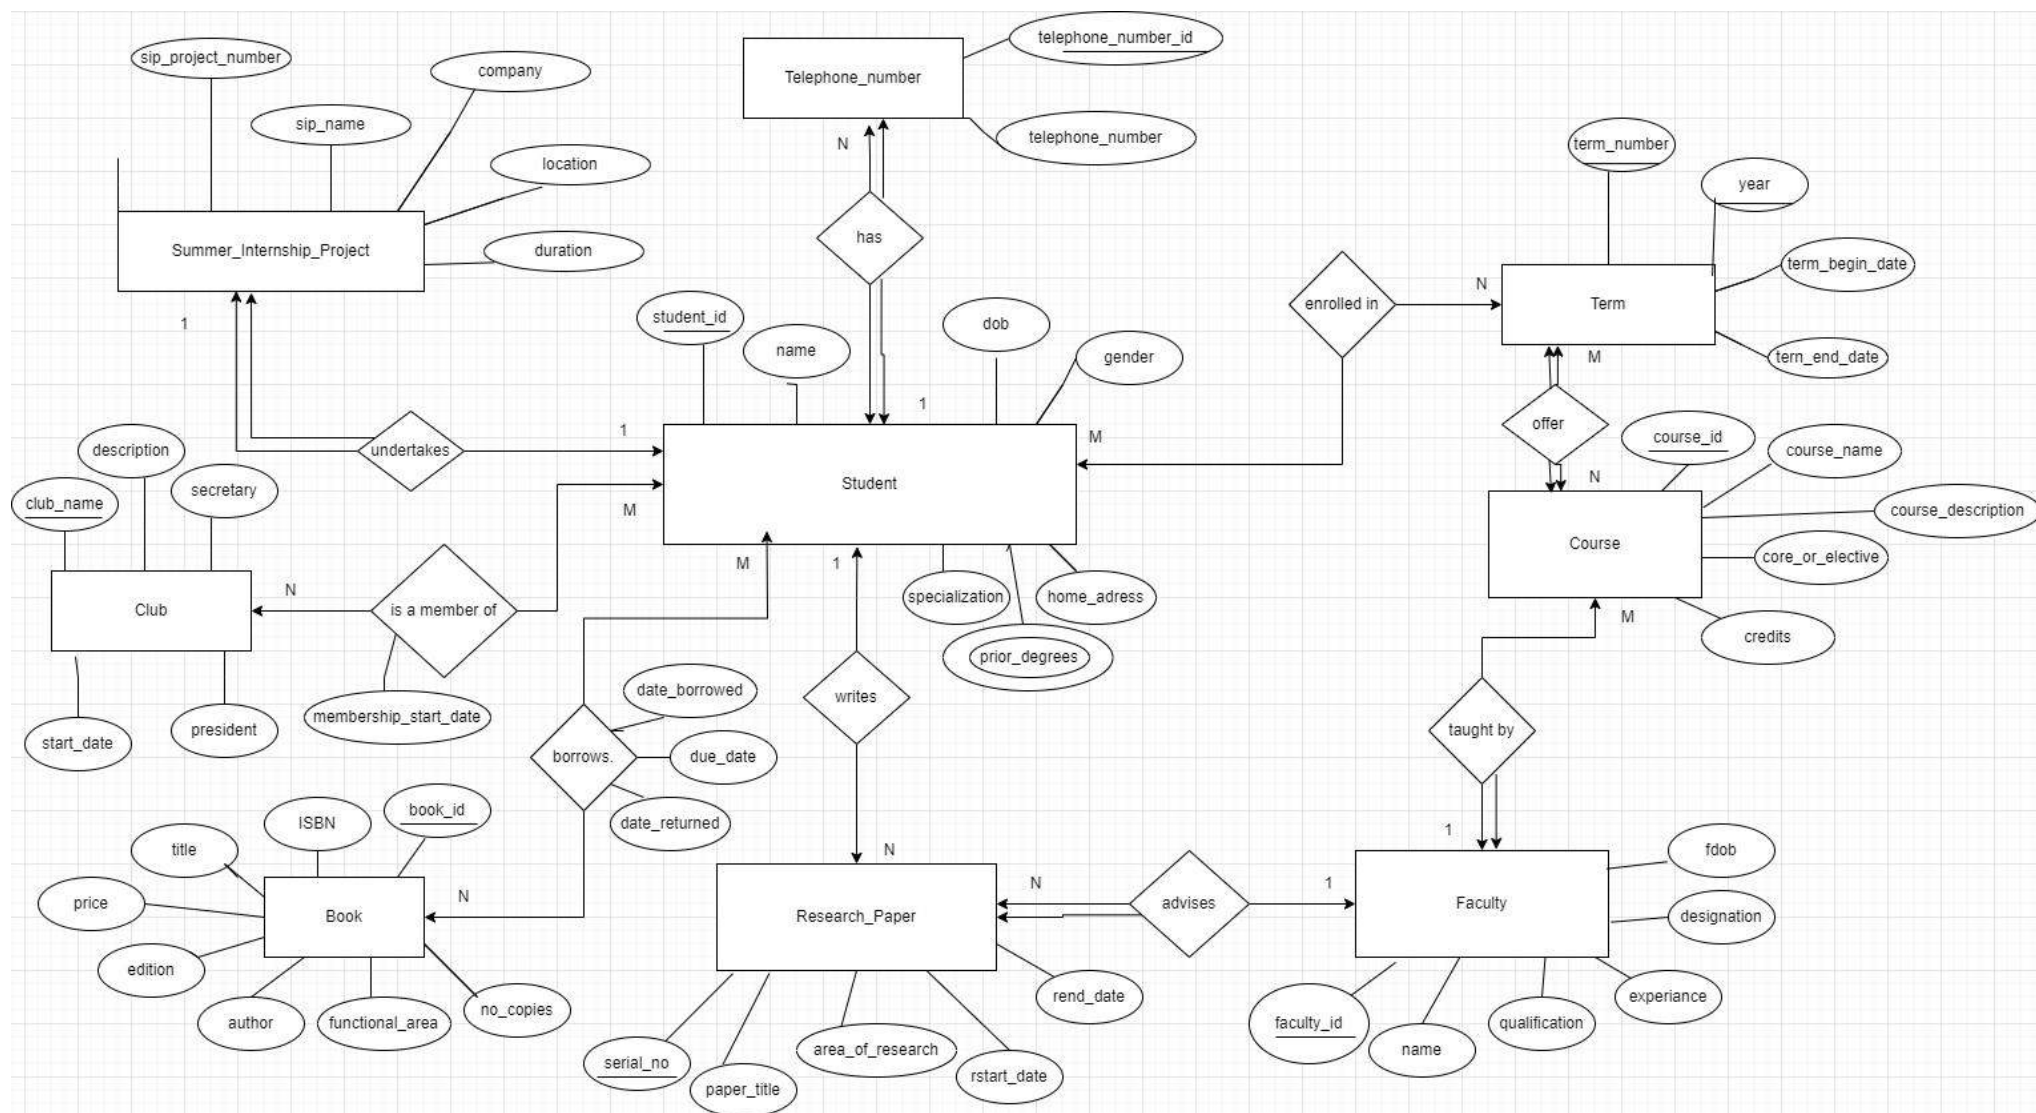 telephone_number_id
sip_project_number
company
Telephone_number
sip_name
telephone_number
N
term_number
location
year
has
Summer_Internship_Project
duration
term_begin_date
N
enrolled in
Term
student_id
1
dob
name
gender
M
tern_end_date
1
offer
1
M
course_id
description
undertakes
course_name
N
Student
secretary
club_name
M
course_description
Course
core_or_elective
M
1
N
specialization
home_adress
Club
is a member of
M
credits
prior_degrees
date_borrowed
writes
membership_start_date
president
start_date
taught by
borrows.
due_date
book_id
ISBN
date_returned
1
title
N
fdob
N
N
1
price
Book
Research_Paper
advises
Faculty
designation
edition
rend_date
experiance
no_copies
author
functional_area
faculty_id
qualification
area_of_research
name
serial_no
rstart_date
paper_title